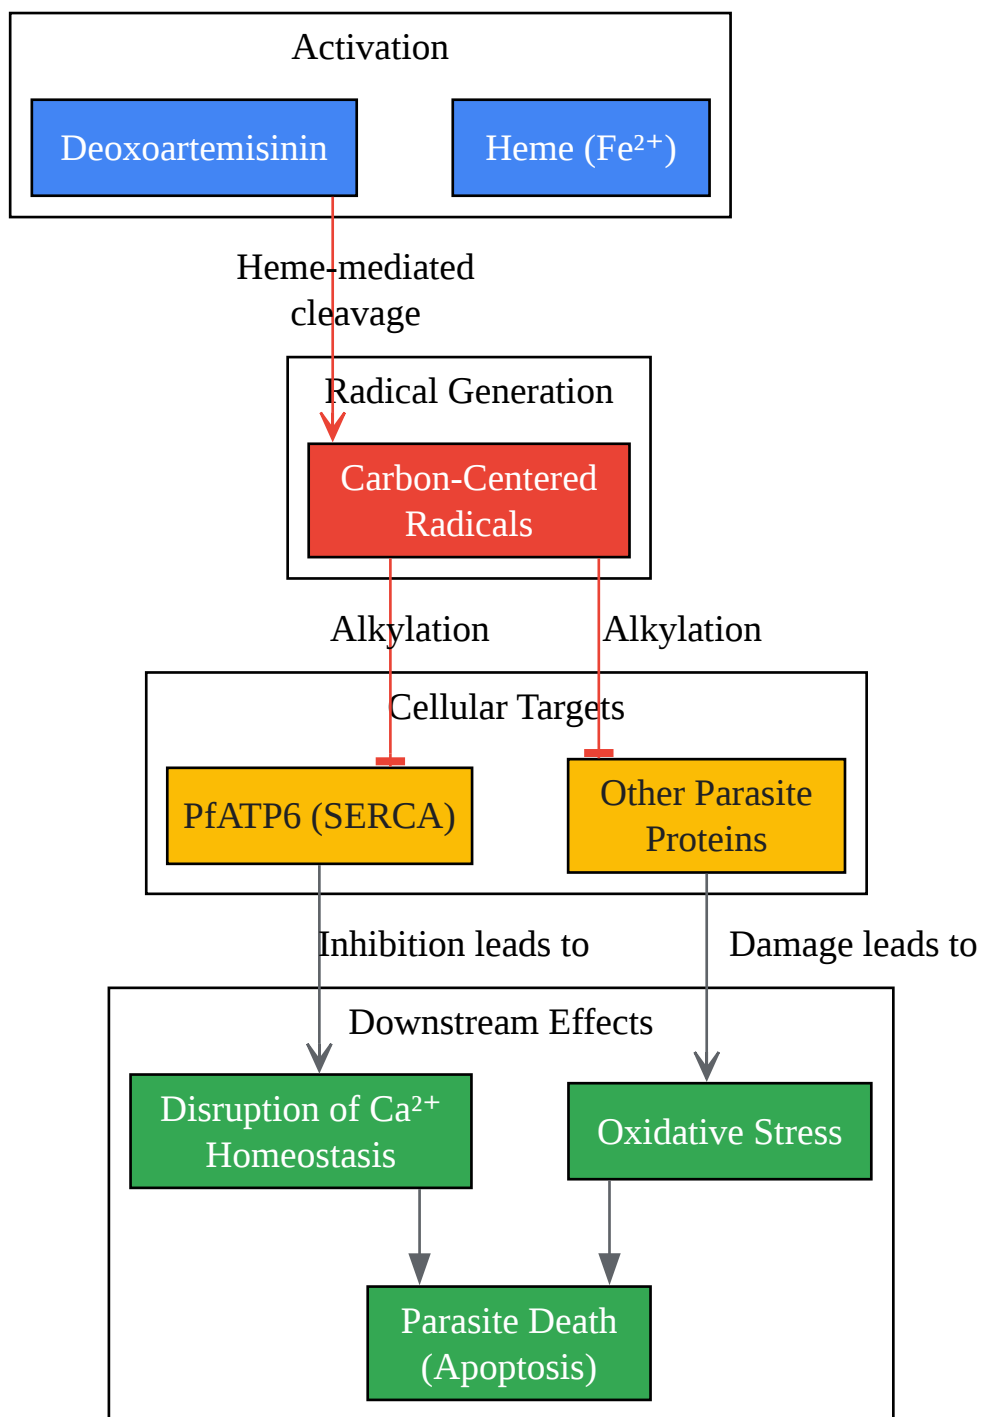 Activation
Deoxoartemisinin
Heme (Fe²⁺)
Heme-mediated
cleavage
Radical Generation
Carbon-Centered
Radicals
Alkylation
Alkylation
Cellular Targets
PfATP6 (SERCA)
Other Parasite
Proteins
Inhibition leads to
Damage leads to
Downstream Effects
Disruption of Ca²⁺
Homeostasis
Oxidative Stress
Parasite Death
(Apoptosis)